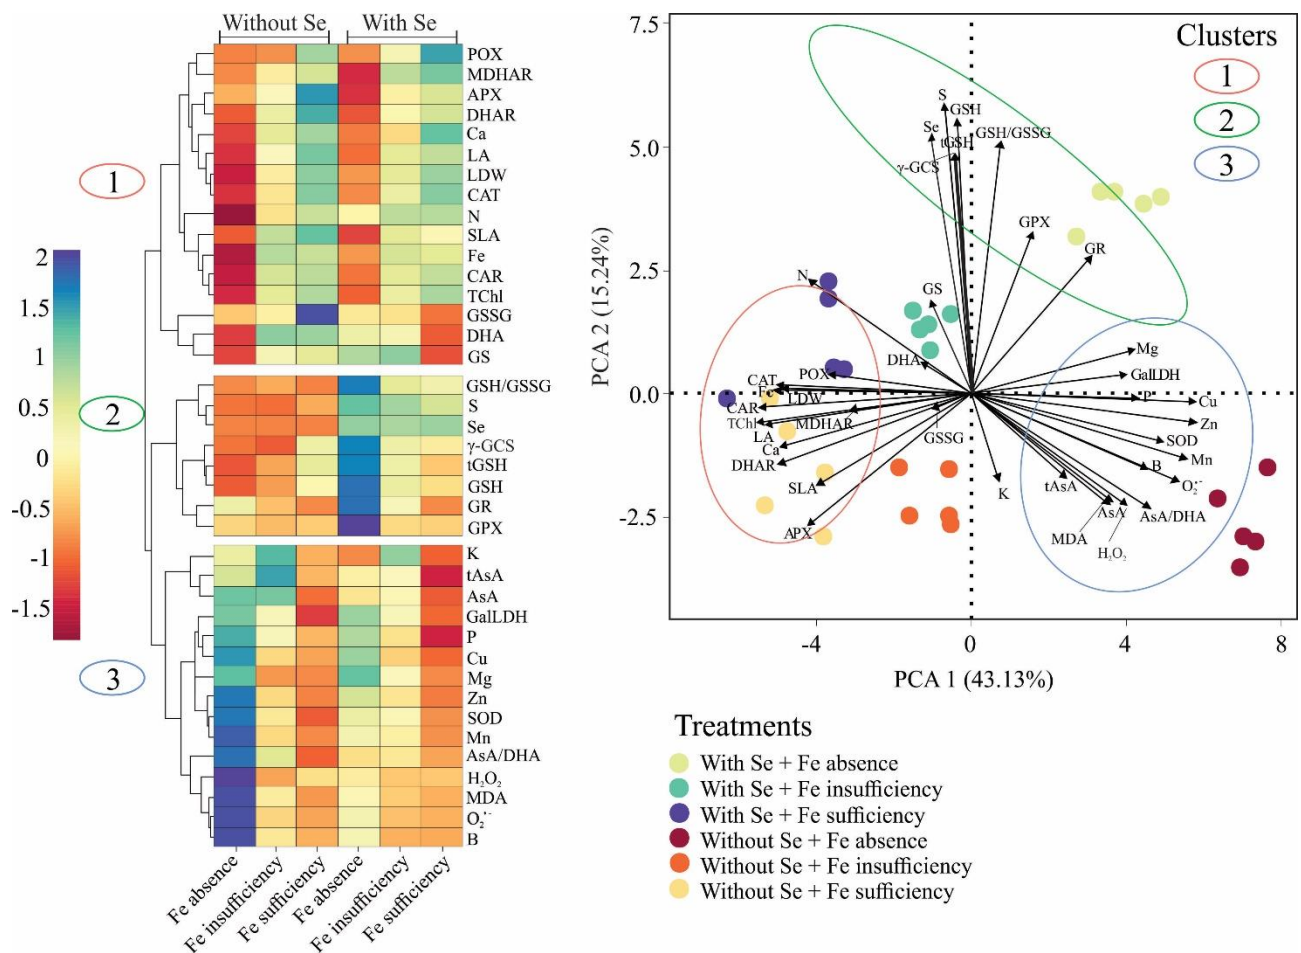 Without Se With Se
POX
MDHAR
APX
DHAR
Ca
LA
LDW
CAT
N
SLA
Fe
CAR
TChl
GSSG
DHA
GS
1
GSH/GSSG
S
Se
γ-GCS
tGSH
GSH
GR
GPX
2
K
tAsA
AsA
GalLDH
P
Cu
Mg
Zn
SOD
Mn
AsA/DHA
H₂O₂
MDA
O₂˙⁻
B
3
2
1.5
1
0.5
0
-0.5
-1
-1.5
Fe absence
Fe insufficiency
Fe sufficiency
Fe absence
Fe insufficiency
Fe sufficiency
Clusters
1
2
3
7.5
5.0
2.5
0.0
-2.5
PCA 2 (15.24%)
S
GSH
Se
tGSH
GSH/GSSG
γ-GCS
GPX
GR
N
GS
DHA
POX
CAT
Fe
LDW
CAR
MDHAR
TChl
LA
GSSG
Ca
DHAR
SLA
APX
K
Mg
GalLDH
P
Cu
Zn
SOD
Mn
B
O₂˙⁻
tAsA
AsA
AsA/DHA
MDA
H₂O₂
-4
0
4
8
PCA 1 (43.13%)
Treatments
With Se + Fe absence
With Se + Fe insufficiency
With Se + Fe sufficiency
Without Se + Fe absence
Without Se + Fe insufficiency
Without Se + Fe sufficiency